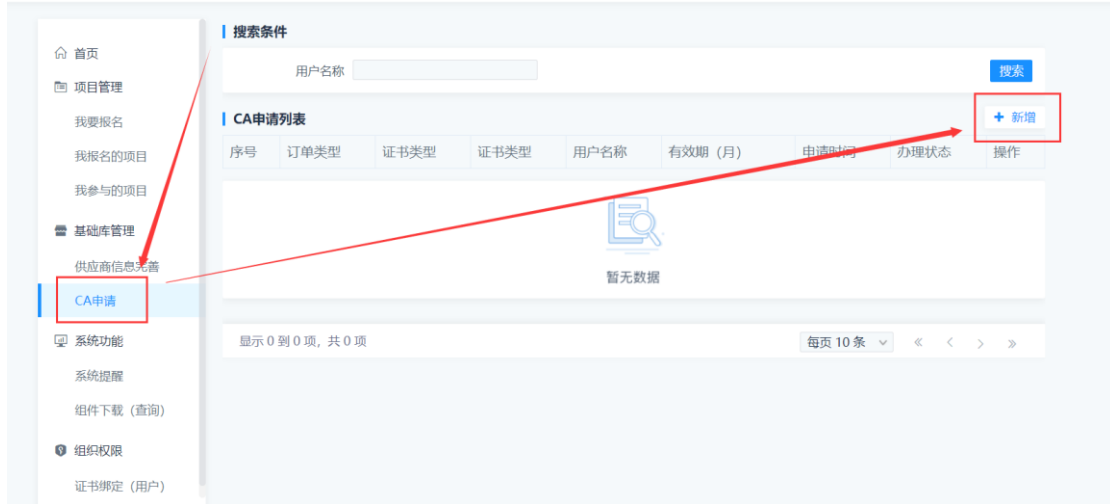 首页
项目管理
我要报名
我报名的项目
我参与的项目
基础库管理
供应商信息完善
CA申请
系统功能
系统提醒
组件下载（查询）
组织权限
证书绑定（用户）
搜索条件
用户名称
搜索
CA申请列表
新增
序号 订单类型 证书类型 证书类型 用户名称 有效期（月） 申请时间 办理状态 操作
暂无数据
显示 0 到 0 项，共 0 项
每页 10 条